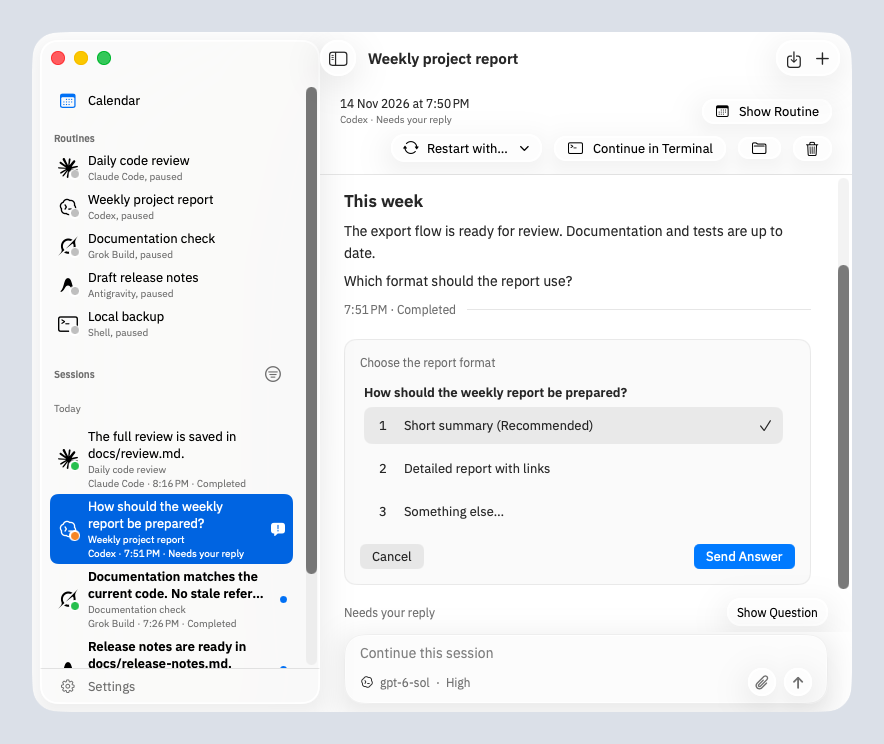 Calendar
Routines
Daily code review
Claude Code, paused
Weekly project report
Codex, paused
Documentation check
Grok Build, paused
Draft release notes
Antigravity, paused
Local backup
Shell, paused
Sessions
Today
The full review is saved in
docs/review.md.
Daily code review
Claude Code · 8:16 PM · Completed
How should the weekly
report be prepared?
Weekly project report
Codex · 7:51 PM · Needs your reply
Documentation matches the
current code. No stale refer...
Documentation check
Grok Build · 7:26 PM · Completed
Release notes are ready in
docs/release-notes.md.
Settings
Weekly project report
14 Nov 2026 at 7:50 PM
Codex · Needs your reply
Show Routine
Restart with...
Continue in Terminal
This week
The export flow is ready for review. Documentation and tests are up to
date.
Which format should the report use?
7:51 PM · Completed
Choose the report format
How should the weekly report be prepared?
1 Short summary (Recommended)
2 Detailed report with links
3 Something else...
Cancel
Send Answer
Needs your reply
Show Question
Continue this session
gpt-6-sol · High